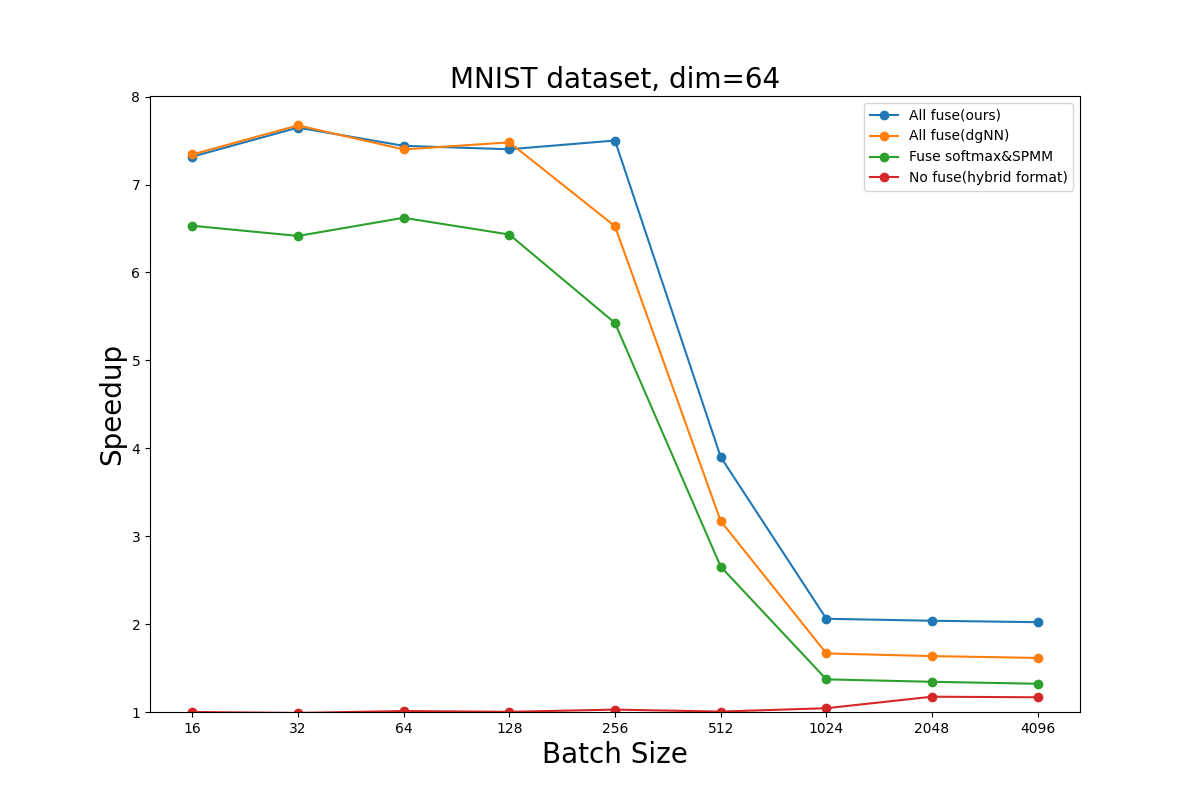 MNIST dataset, dim=64
Speedup
8
7
6
5
4
3
2
1
All fuse(ours)
All fuse(dgNN)
Fuse softmax&SPMM
No fuse(hybrid format)
16 32 64 128 256 512 1024 2048 4096
Batch Size